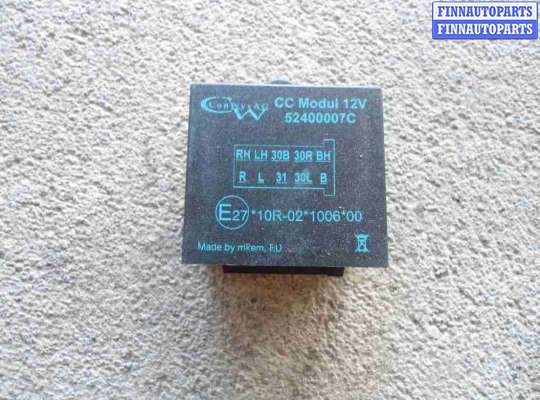 FINNAUTOPARTS
FINNAUTOPARTS
CC Modul 12V
52400007C
RH LH 30B 30R BH
R L 31 30L B
E27 *10R-02*1006*00
Made by mkem, EU